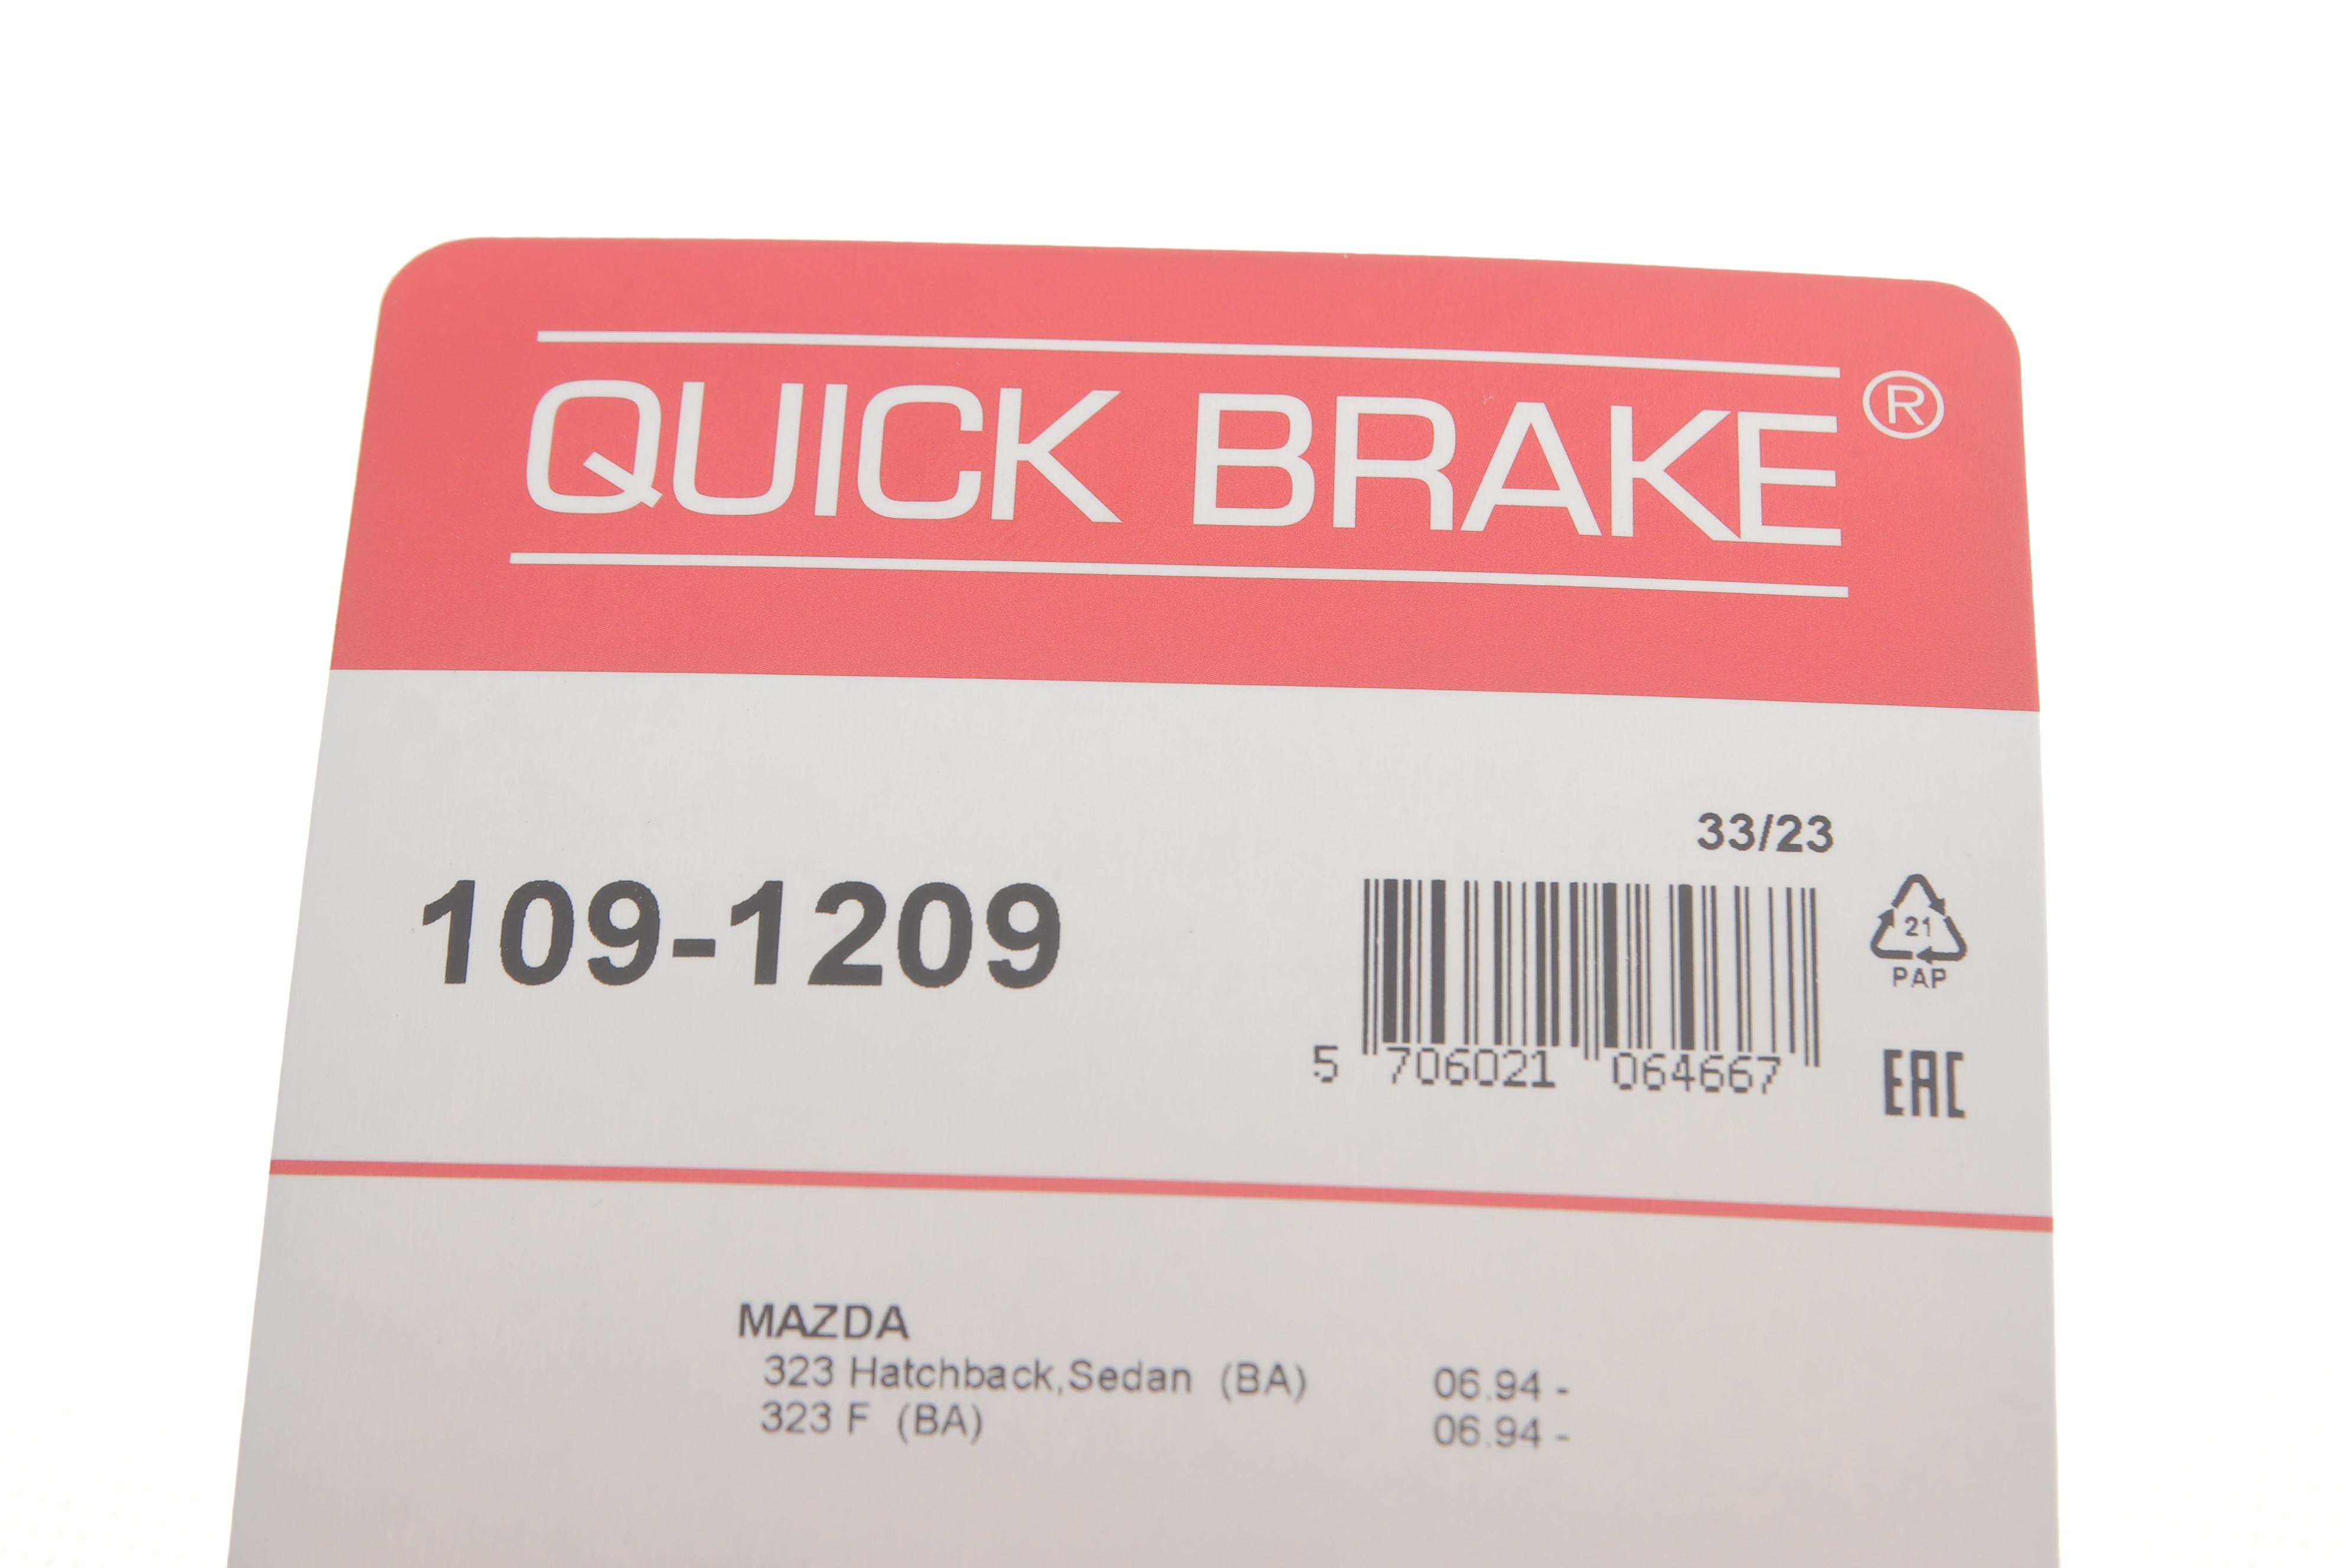 QUICK BRAKE®
33/23
109-1209
21
PAP
5 706021 064667
EAC
MAZDA
323 Hatchback,Sedan (BA) 06.94 -
323 F (BA) 06.94 -